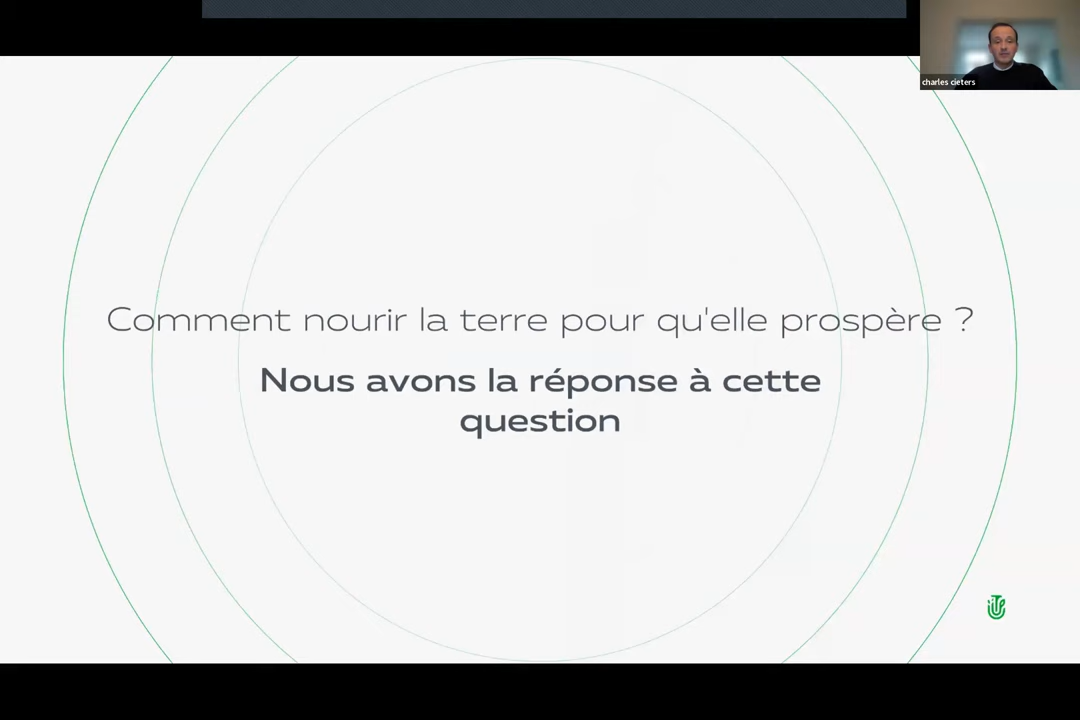 charles cieters
Comment nourir la terre pour qu'elle prospère ?
Nous avons la réponse à cette
question